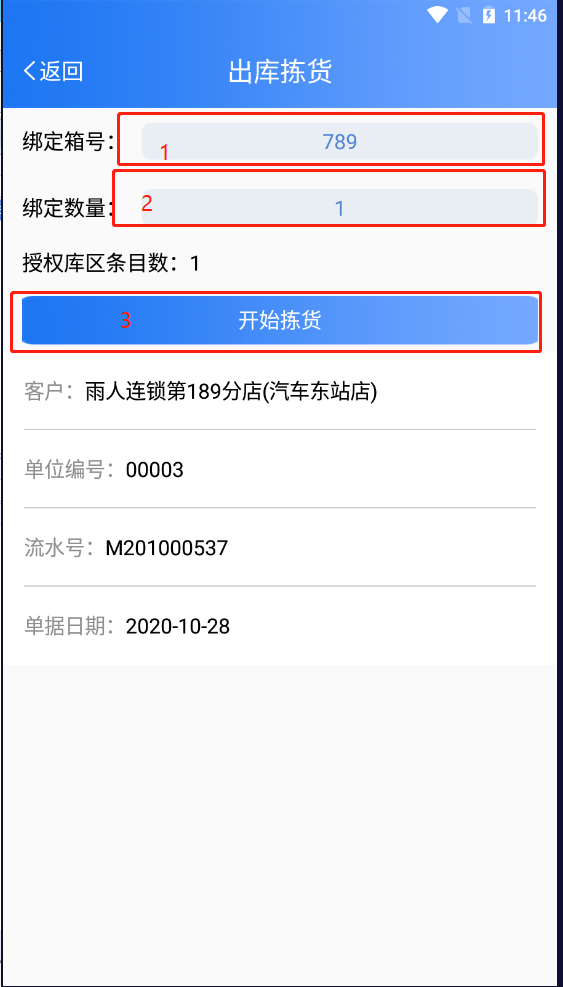 11:46
返回
出库拣货
绑定箱号： 789
1
绑定数量： 1
2
授权库区条目数：1
3 开始拣货
客户：雨人连锁第189分店(汽车东站店)
单位编号：00003
流水号：M201000537
单据日期：2020-10-28